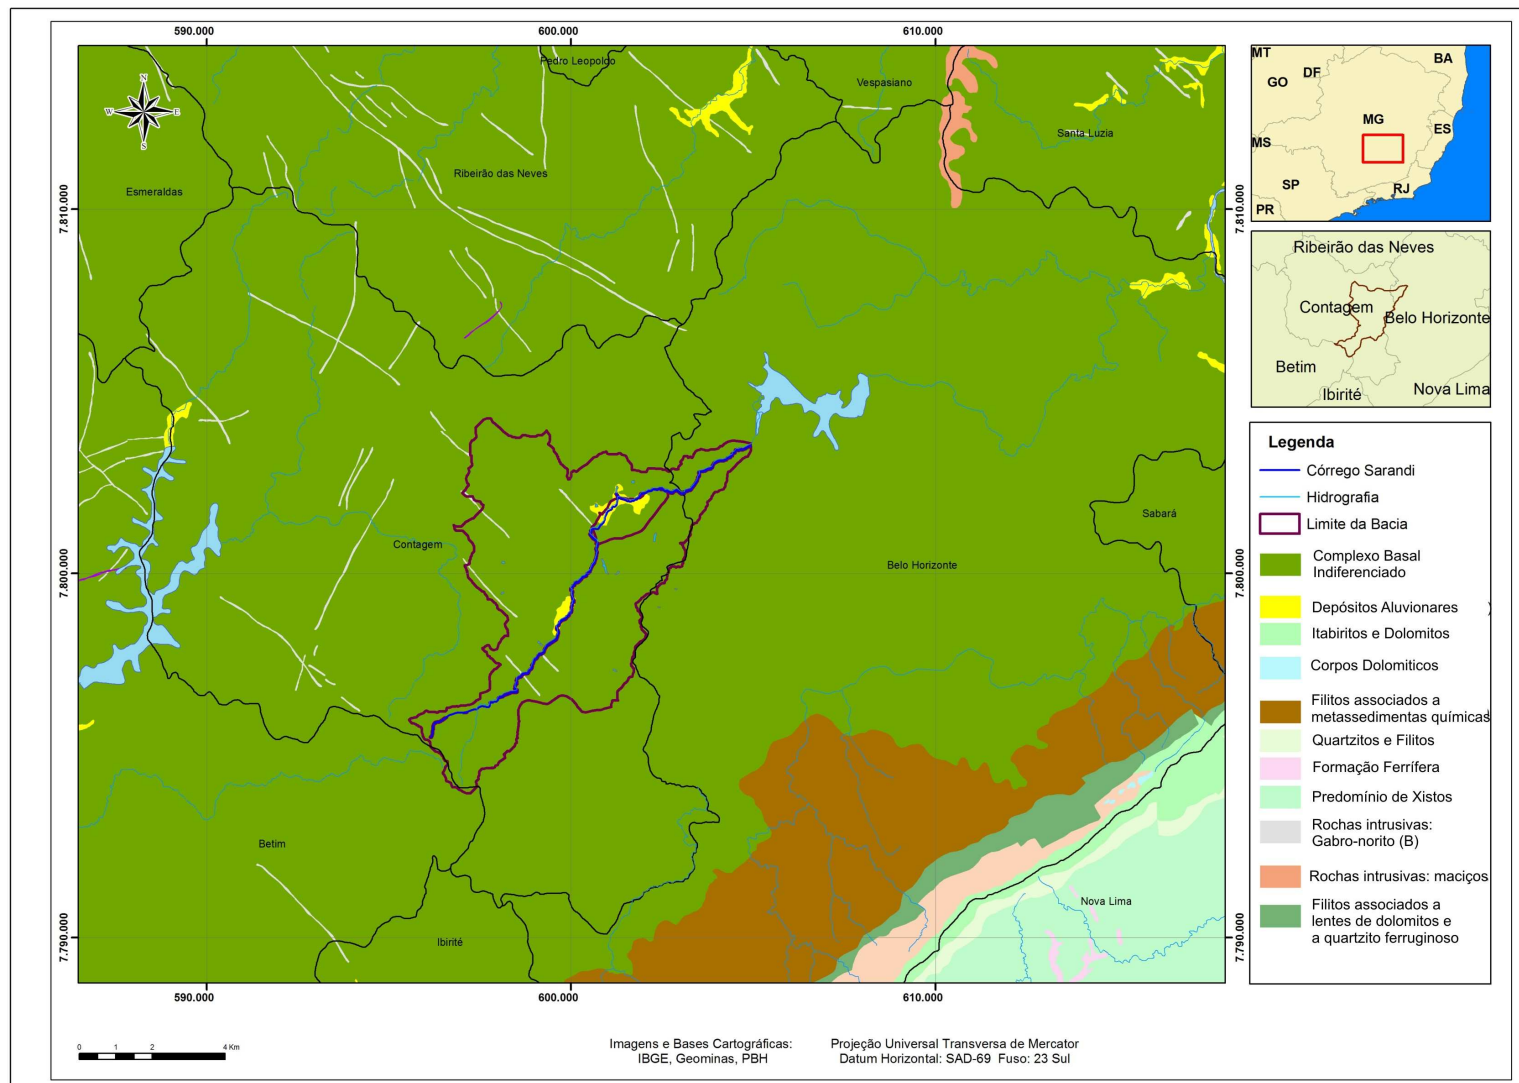 590.000
600.000
610.000
Pedro Leopoldo
Vespasiano
Santa Luzia
Ribeirão das Neves
Esmeraldas
N
W
E
S
7.810.000
7.810.000
Contagem
Belo Horizonte
Sabará
7.800.000
7.800.000
Betim
Ibirité
Nova Lima
7.790.000
7.790.000
590.000
600.000
610.000
MT
BA
DF
GO
MG
ES
MS
SP
RJ
PR
Ribeirão das Neves
Contagem
Belo Horizonte
Betim
Nova Lima
Ibirité
Legenda
Córrego Sarandi
Hidrografia
Limite da Bacia
Complexo Basal
Indiferenciado
Depósitos Aluvionares
Itabiritos e Dolomitos
Corpos Dolomiticos
Filitos associados a
metassedimentas químicas
Quartzitos e Filitos
Formação Ferrífera
Predomínio de Xistos
Rochas intrusivas:
Gabro-norito (B)
Rochas intrusivas: maciços
Filitos associados a
lentes de dolomitos e
a quartzito ferruginoso
0 1 2 4 Km
Imagens e Bases Cartográficas:
IBGE, Geominas, PBH
Projeção Universal Transversa de Mercator
Datum Horizontal: SAD-69 Fuso: 23 Sul